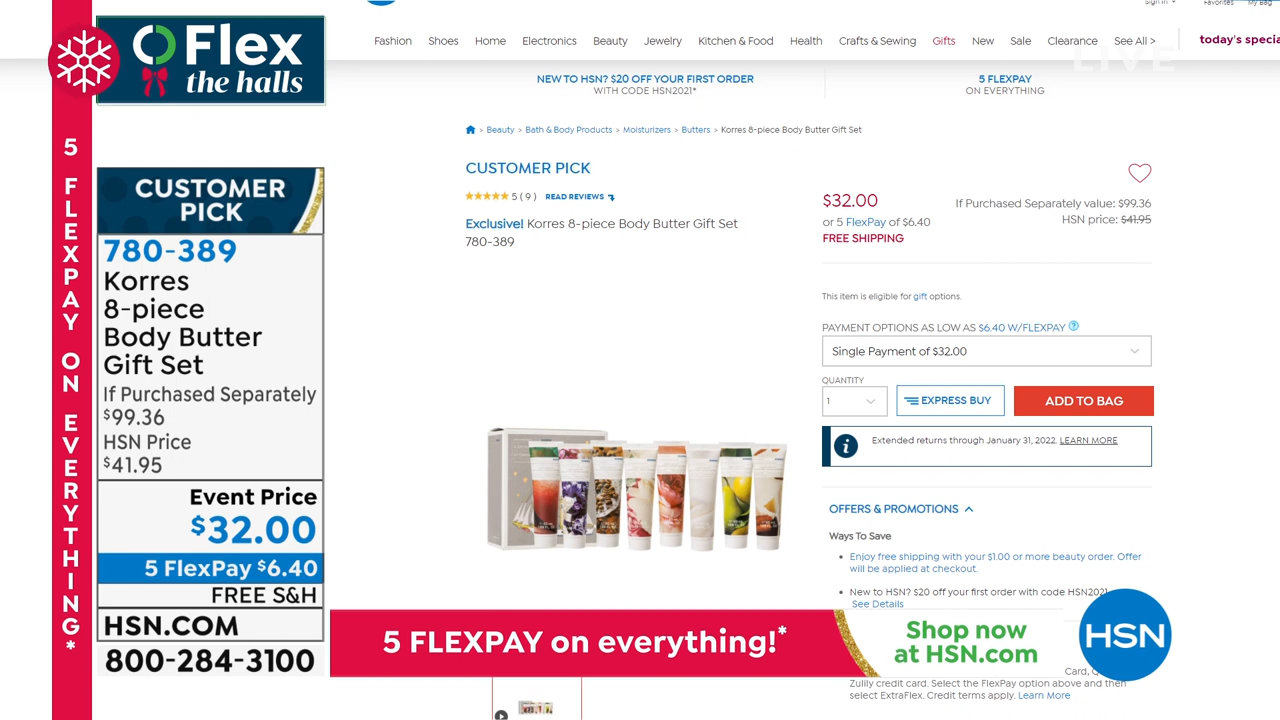 Flex
the halls
5 FLEXPAY ON EVERYTHING*
CUSTOMER
PICK
780-389
Korres
8-piece
Body Butter
Gift Set
If Purchased Separately
$99.36
HSN Price
$41.95
Event Price
$32.00
5 FlexPay $6.40
FREE S&H
HSN.COM
800-284-3100
Sign In
Favorites
My Bag
Fashion Shoes Home Electronics Beauty Jewelry Kitchen & Food Health Crafts & Sewing Gifts New Sale Clearance See All >
today's specia
LIVE
NEW TO HSN? $20 OFF YOUR FIRST ORDER
WITH CODE HSN2021*
5 FLEXPAY
ON EVERYTHING
> Beauty > Bath & Body Products > Moisturizers > Butters > Korres 8-piece Body Butter Gift Set
CUSTOMER PICK
5 ( 9 ) READ REVIEWS
Exclusive! Korres 8-piece Body Butter Gift Set
780-389
$32.00
or 5 FlexPay of $6.40
FREE SHIPPING
If Purchased Separately value: $99.36
HSN price: $41.95
This item is eligible for gift options.
PAYMENT OPTIONS AS LOW AS $6.40 W/FLEXPAY ?
Single Payment of $32.00
QUANTITY
1
EXPRESS BUY
ADD TO BAG
Extended returns through January 31, 2022. LEARN MORE
OFFERS & PROMOTIONS
Ways To Save
• Enjoy free shipping with your $1.00 or more beauty order. Offer
will be applied at checkout.
• New to HSN? $20 off your first order with code HSN2021
See Details
5 FLEXPAY on everything!*
Shop now
at HSN.com
HSN
Card,
Zulily credit card. Select the FlexPay option above and then
select ExtraFlex. Credit terms apply. Learn More